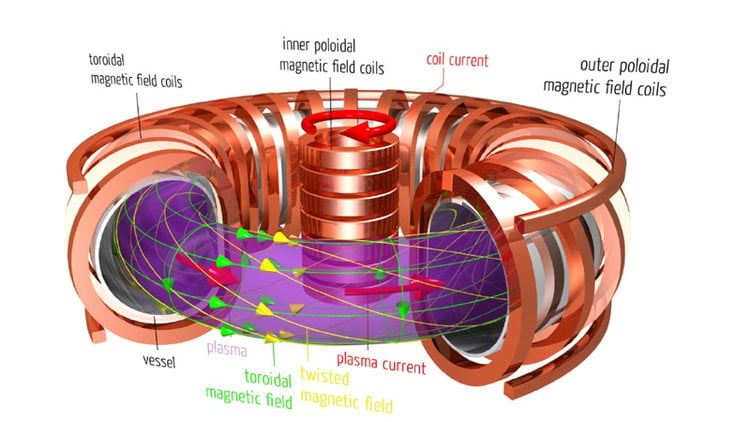 toroidal
magnetic field coils
inner poloidal
magnetic field coils
coil current
outer poloidal
magnetic field coils
vessel
plasma
toroidal
magnetic field
twisted
magnetic field
plasma current